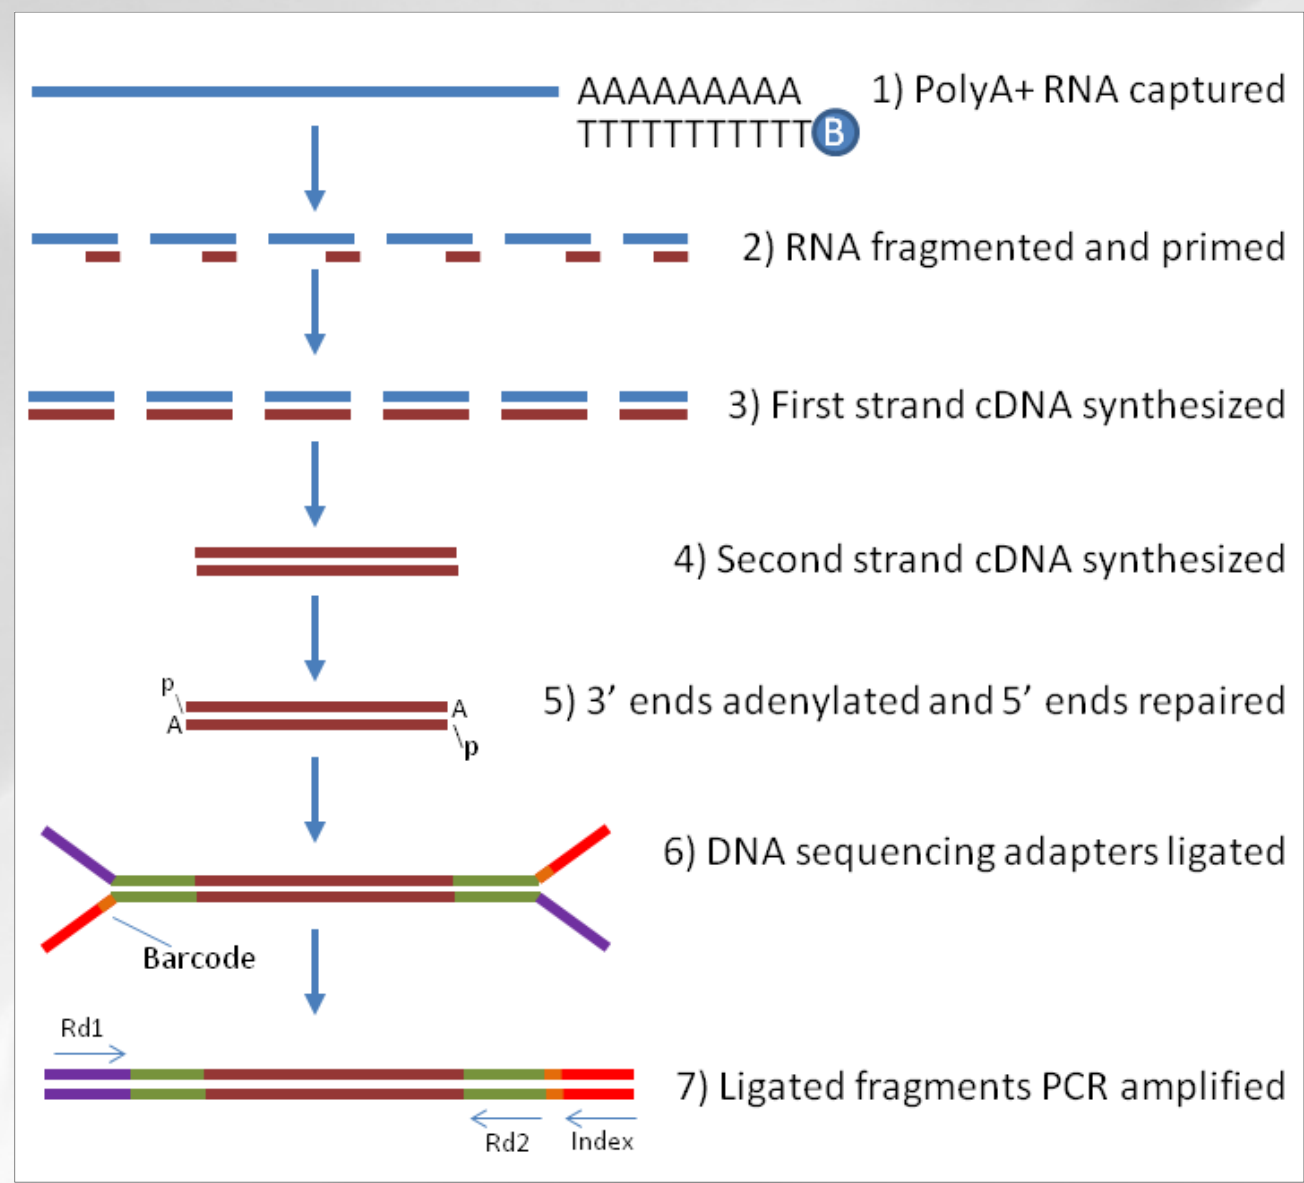 AAAAAAAAA
1) PolyA+ RNA captured
TTTTTTTTTTT B
2) RNA fragmented and primed
3) First strand cDNA synthesized
4) Second strand cDNA synthesized
p
5) 3’ ends adenylated and 5’ ends repaired
A
A
p
6) DNA sequencing adapters ligated
Barcode
Rd1
7) Ligated fragments PCR amplified
Rd2
Index